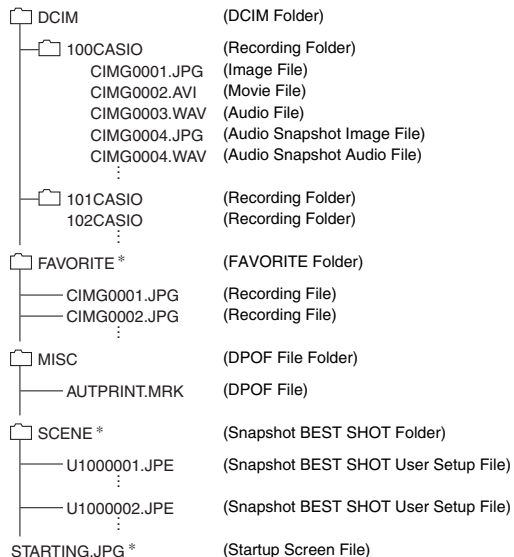 DCIM (DCIM Folder)
100CASIO (Recording Folder)
CIMG0001.JPG (Image File)
CIMG0002.AVI (Movie File)
CIMG0003.WAV (Audio File)
CIMG0004.JPG (Audio Snapshot Image File)
CIMG0004.WAV (Audio Snapshot Audio File)
⋮
101CASIO (Recording Folder)
102CASIO (Recording Folder)
⋮
FAVORITE * (FAVORITE Folder)
CIMG0001.JPG (Recording File)
CIMG0002.JPG (Recording File)
⋮
MISC (DPOF File Folder)
AUTPRINT.MRK (DPOF File)
SCENE * (Snapshot BEST SHOT Folder)
U1000001.JPE (Snapshot BEST SHOT User Setup File)
⋮
U1000002.JPE (Snapshot BEST SHOT User Setup File)
⋮
STARTING.JPG * (Startup Screen File)